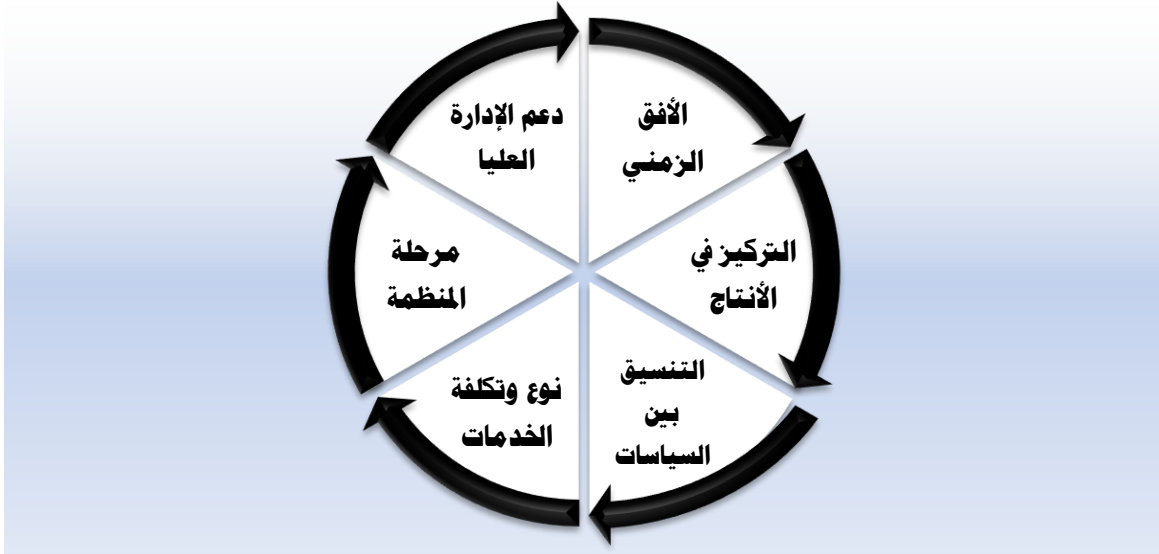 الأفق
الزمني
التركيز في
الأنتاج
التنسيق
بين
السياسات
نوع وتكلفة
الخدمات
مرحلة
المنظمة
دعم الإدارة
العليا